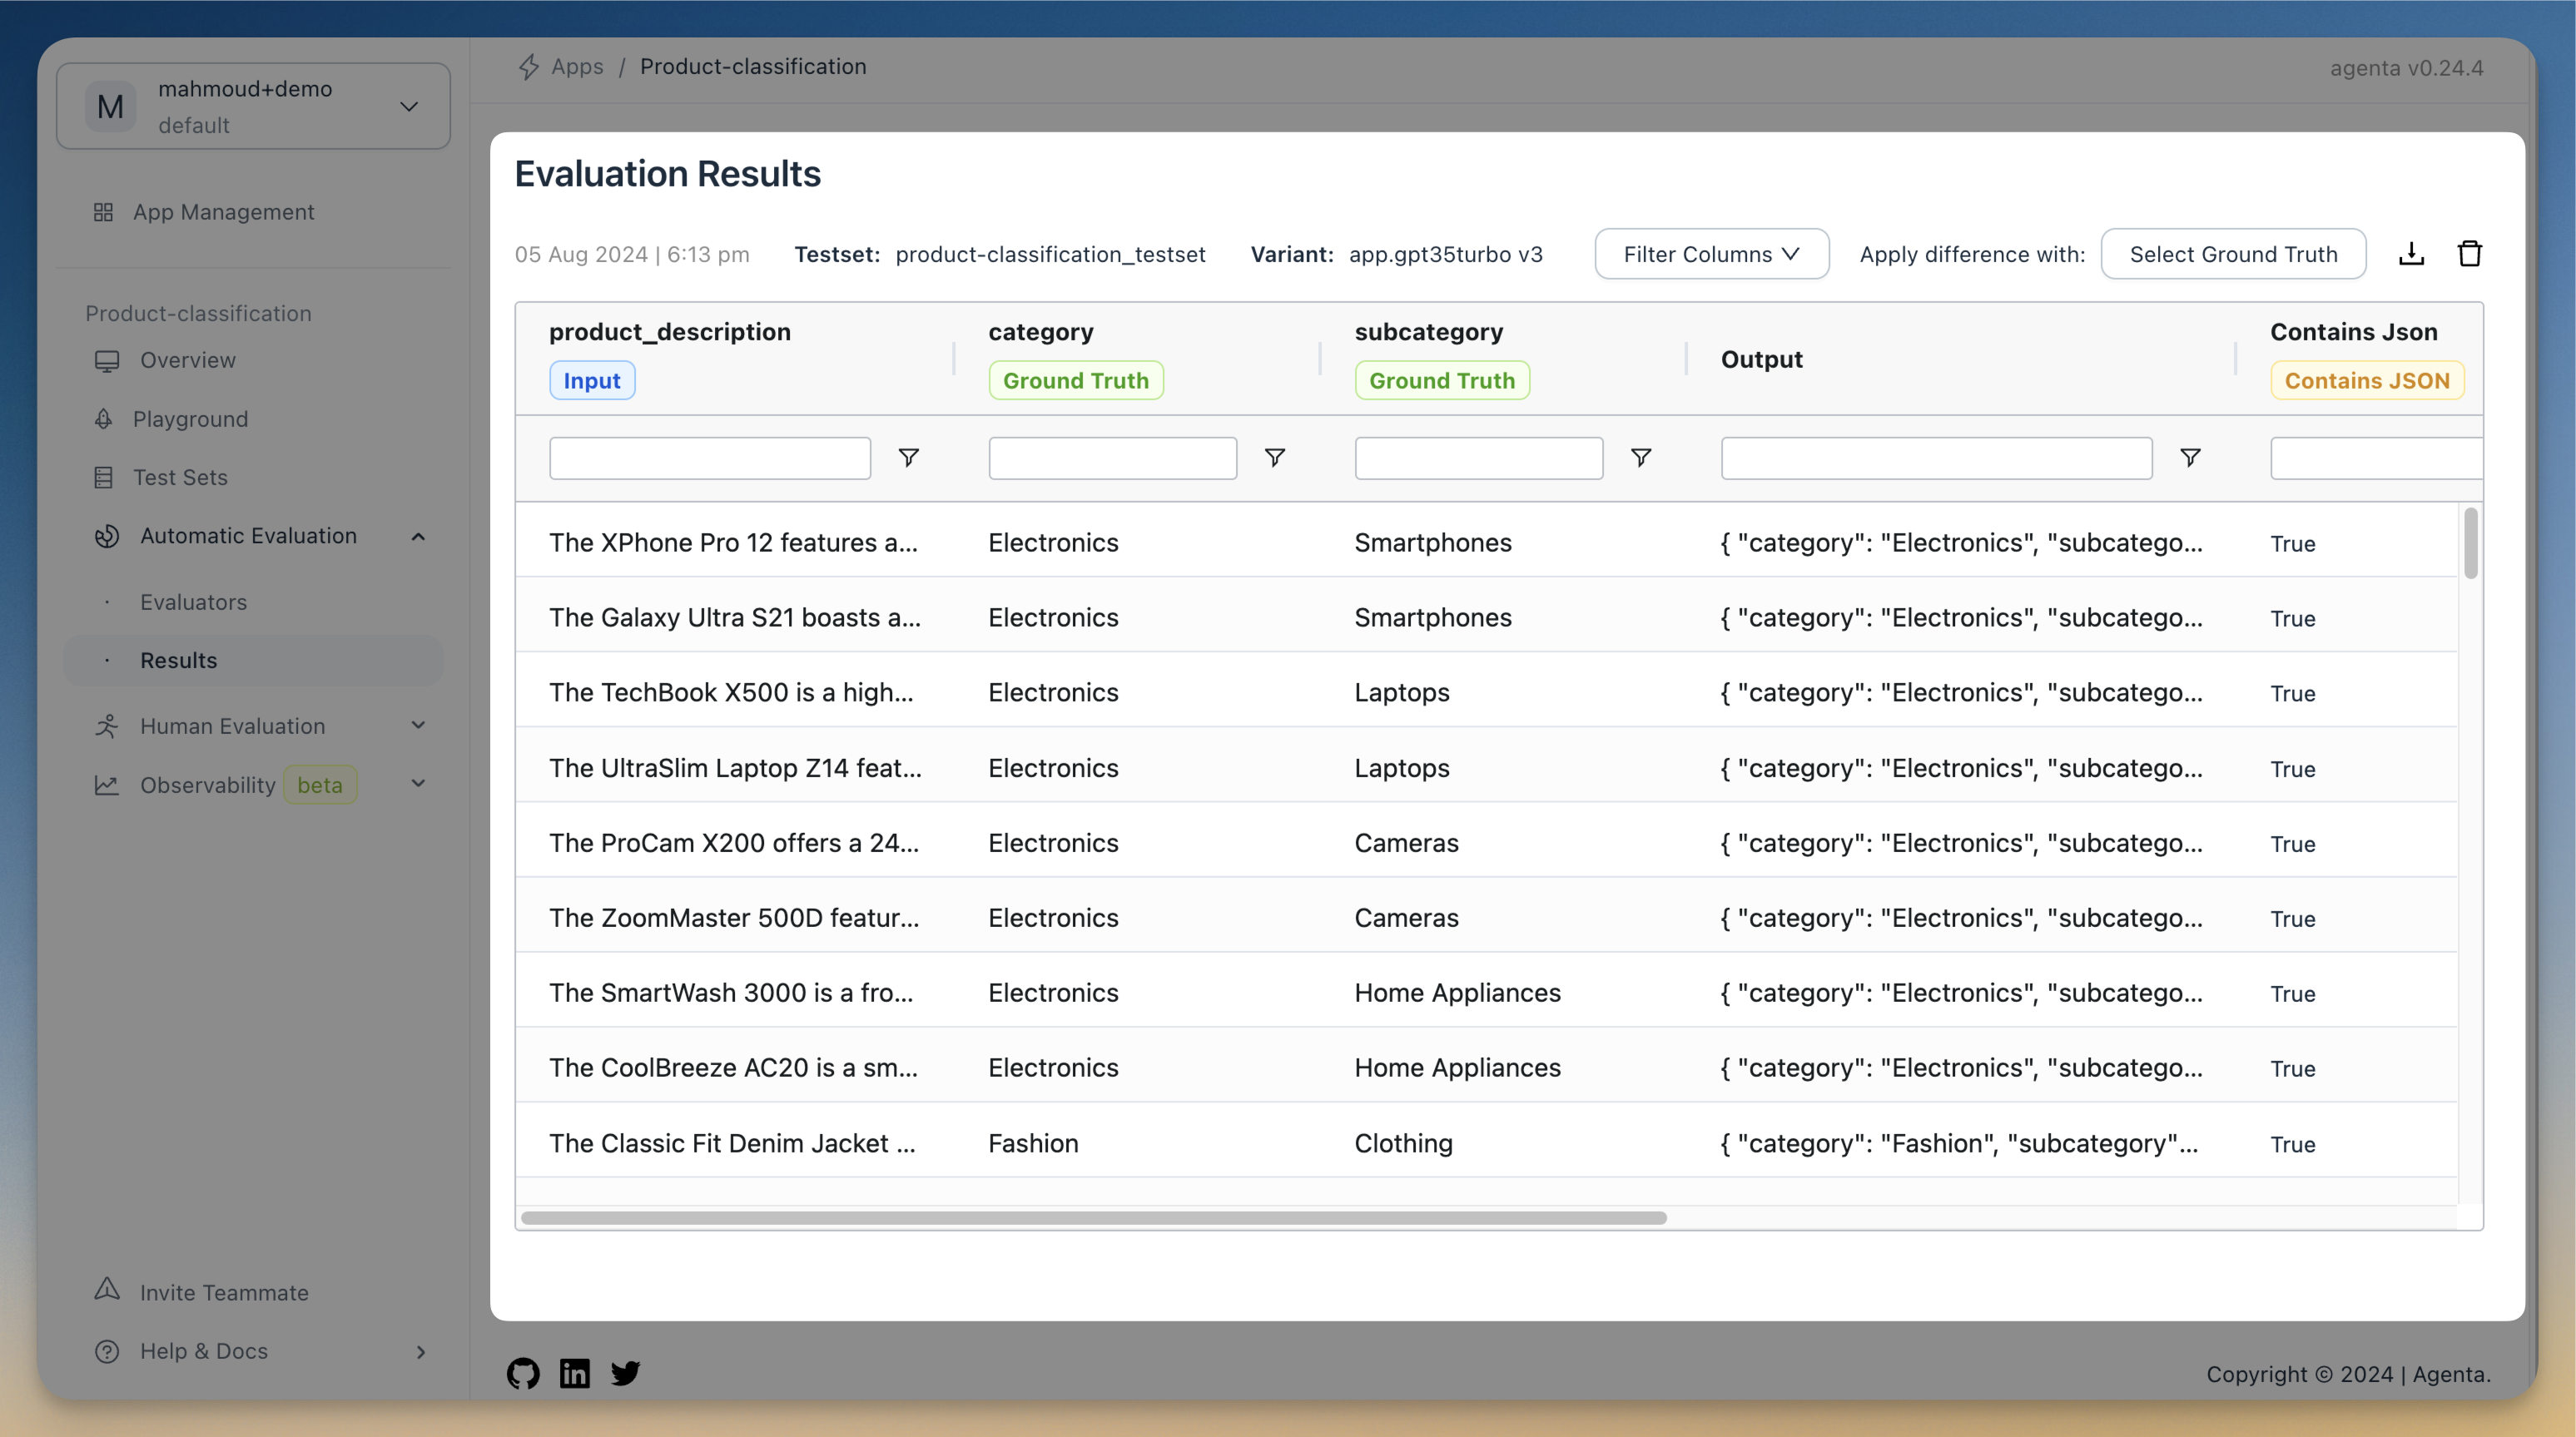 M
mahmoud+demo
default
App Management
Product-classification
Overview
Playground
Test Sets
Automatic Evaluation
· Evaluators
· Results
Human Evaluation
Observability beta
Invite Teammate
Help & Docs
Apps / Product-classification
agenta v0.24.4
Evaluation Results
05 Aug 2024 | 6:13 pm Testset: product-classification_testset Variant: app.gpt35turbo v3 Filter Columns Apply difference with: Select Ground Truth
product_description category subcategory Output Contains Json
Input Ground Truth Ground Truth Contains JSON
The XPhone Pro 12 features a... Electronics Smartphones { "category": "Electronics", "subcatego... True
The Galaxy Ultra S21 boasts a... Electronics Smartphones { "category": "Electronics", "subcatego... True
The TechBook X500 is a high... Electronics Laptops { "category": "Electronics", "subcatego... True
The UltraSlim Laptop Z14 feat... Electronics Laptops { "category": "Electronics", "subcatego... True
The ProCam X200 offers a 24... Electronics Cameras { "category": "Electronics", "subcatego... True
The ZoomMaster 500D featur... Electronics Cameras { "category": "Electronics", "subcatego... True
The SmartWash 3000 is a fro... Electronics Home Appliances { "category": "Electronics", "subcatego... True
The CoolBreeze AC20 is a sm... Electronics Home Appliances { "category": "Electronics", "subcatego... True
The Classic Fit Denim Jacket ... Fashion Clothing { "category": "Fashion", "subcategory"... True
in
Copyright © 2024 | Agenta.